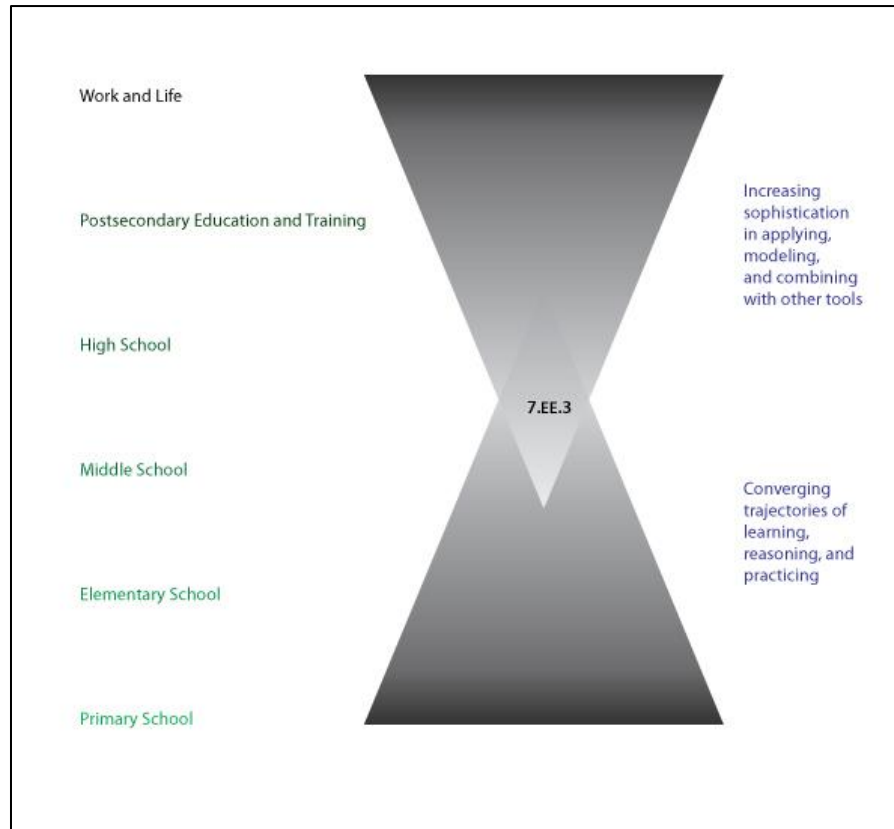 Work and Life
Increasing
sophistication
in applying,
modeling,
and combining
with other tools
Postsecondary Education and Training
High School
7.EE.3
Middle School
Converging
trajectories of
learning,
reasoning, and
practicing
Elementary School
Primary School